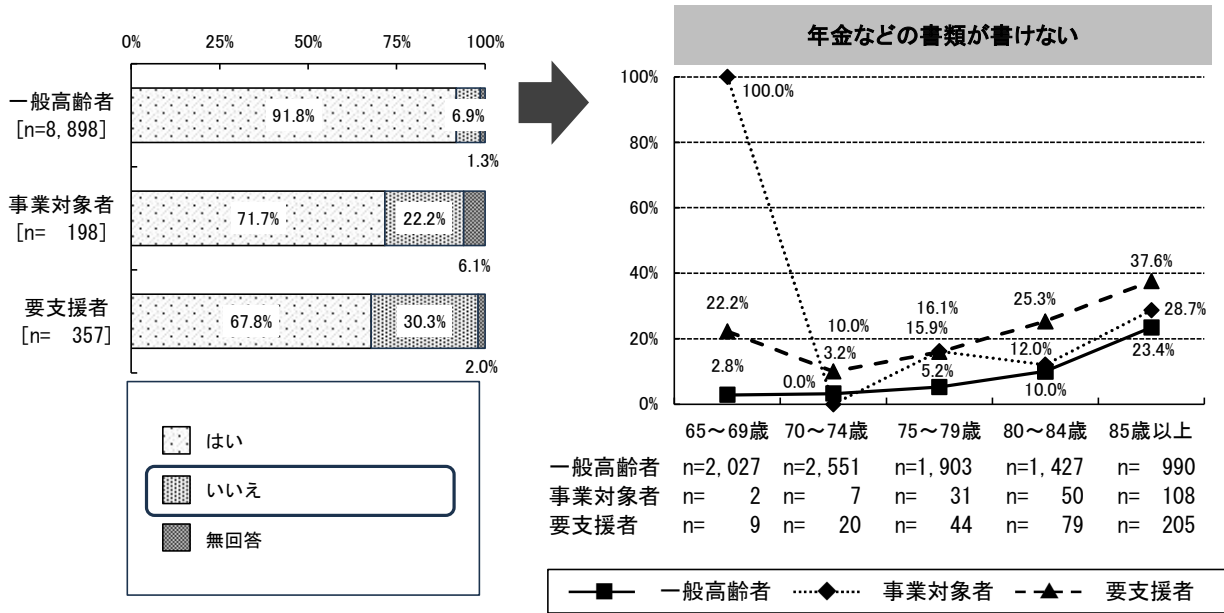 0% 25% 50% 75% 100%
一般高齢者
[n=8,898]
91.8% 6.9%
1.3%
事業対象者
[n= 198]
71.7% 22.2%
6.1%
要支援者
[n= 357]
67.8% 30.3%
2.0%
はい
いいえ
無回答
年金などの書類が書けない
100%
80%
60%
40%
20%
0%
100.0%
22.2%
2.8%
10.0%
3.2%
0.0%
16.1%
15.9%
5.2%
25.3%
12.0%
10.0%
37.6%
28.7%
23.4%
65～69歳 70～74歳 75～79歳 80～84歳 85歳以上
一般高齢者 n=2,027 n=2,551 n=1,903 n=1,427 n= 990
事業対象者 n= 2 n= 7 n= 31 n= 50 n= 108
要支援者 n= 9 n= 20 n= 44 n= 79 n= 205
一般高齢者 事業対象者 要支援者